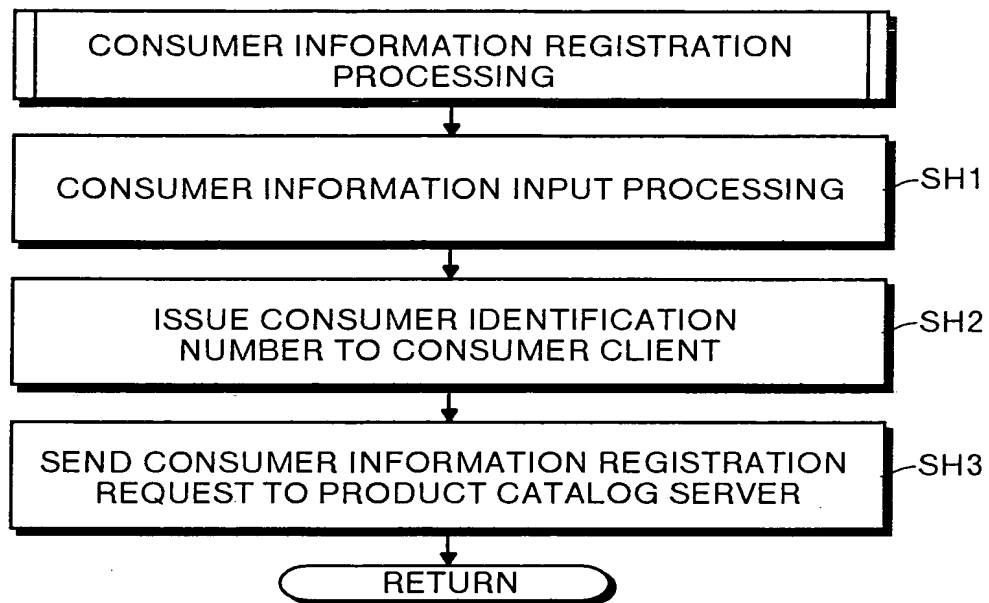 CONSUMER INFORMATION REGISTRATION
PROCESSING
CONSUMER INFORMATION INPUT PROCESSING
SH1
ISSUE CONSUMER IDENTIFICATION
NUMBER TO CONSUMER CLIENT
SH2
SEND CONSUMER INFORMATION REGISTRATION
REQUEST TO PRODUCT CATALOG SERVER
SH3
RETURN